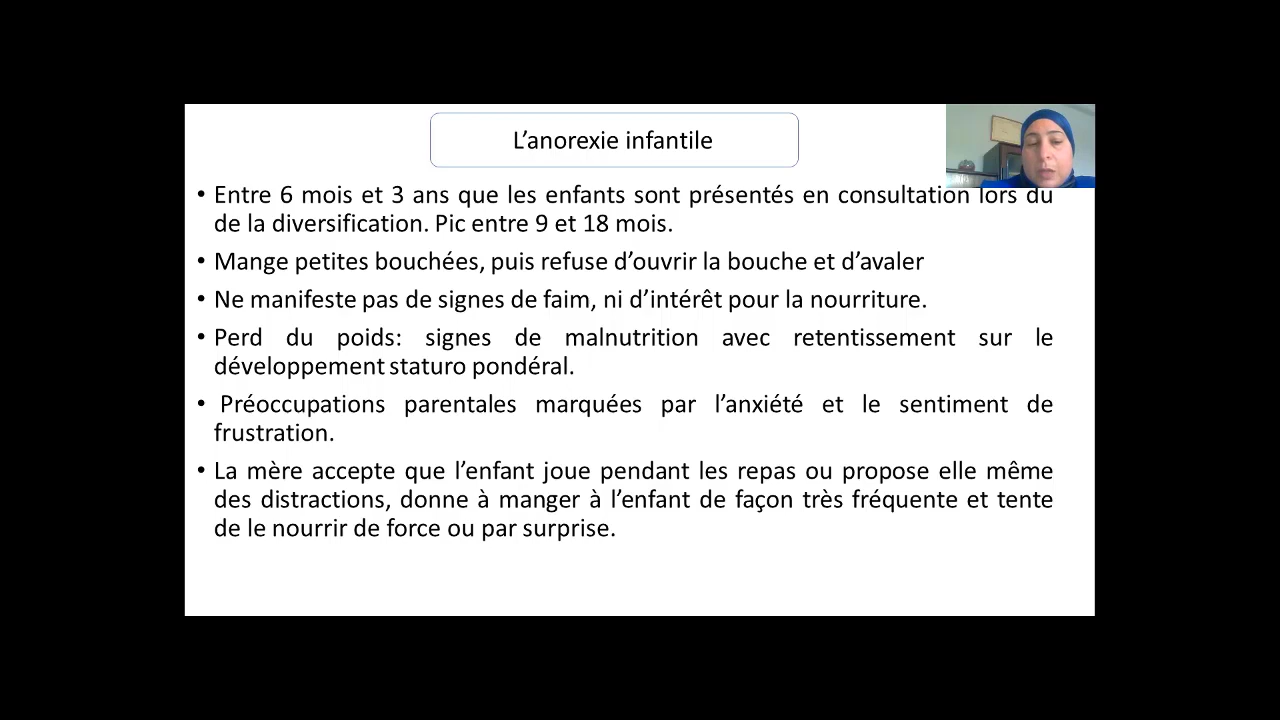 L’anorexie infantile
• Entre 6 mois et 3 ans que les enfants sont présentés en consultation lors du
de la diversification. Pic entre 9 et 18 mois.
• Mange petites bouchées, puis refuse d’ouvrir la bouche et d’avaler
• Ne manifeste pas de signes de faim, ni d’intérêt pour la nourriture.
• Perd du poids: signes de malnutrition avec retentissement sur le
développement staturo pondéral.
• Préoccupations parentales marquées par l’anxiété et le sentiment de
frustration.
• La mère accepte que l’enfant joue pendant les repas ou propose elle même
des distractions, donne à manger à l’enfant de façon très fréquente et tente
de le nourrir de force ou par surprise.